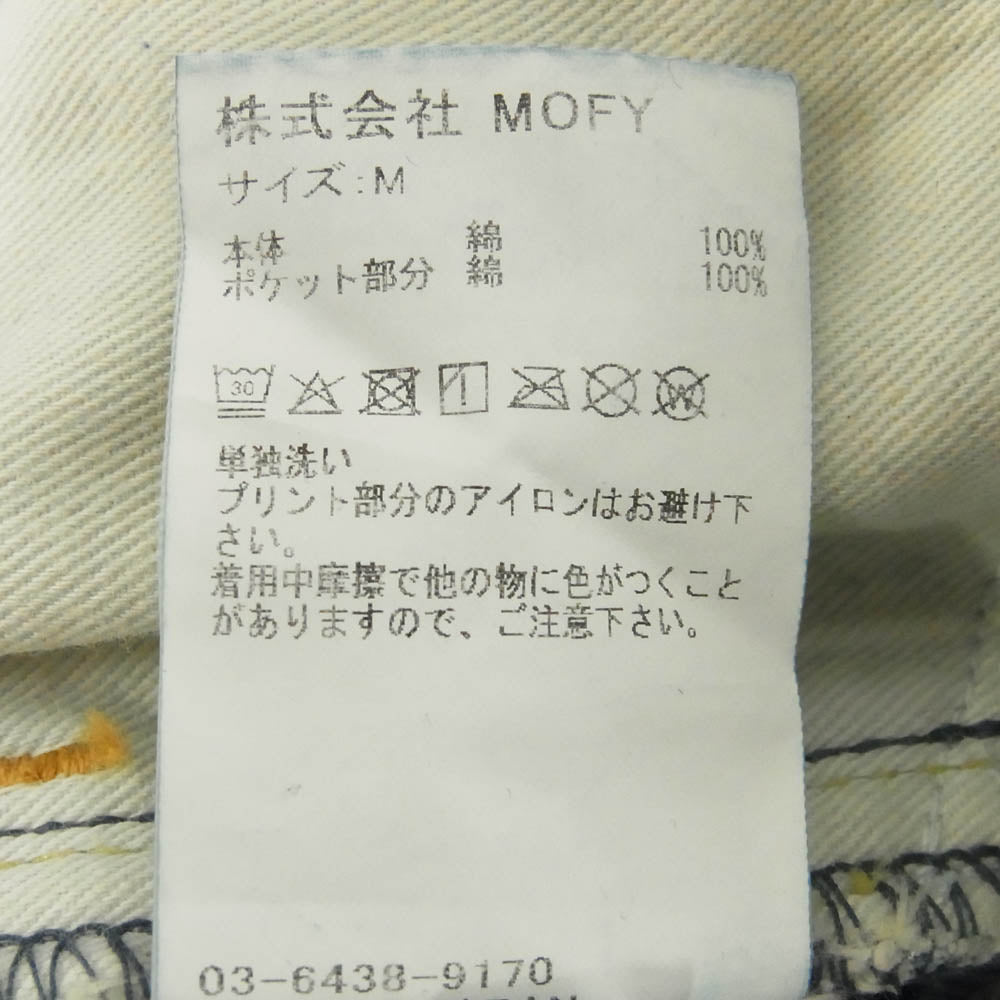 株式会社 MOFY
サイズ:M
本体 綿 100%
ポケット部分 綿 100%
30
W
単独洗い
プリント部分のアイロンはお避け下
さい。
着用中摩擦で他の物に色がつくこと
がありますので、ご注意下さい。
03-6438-9170